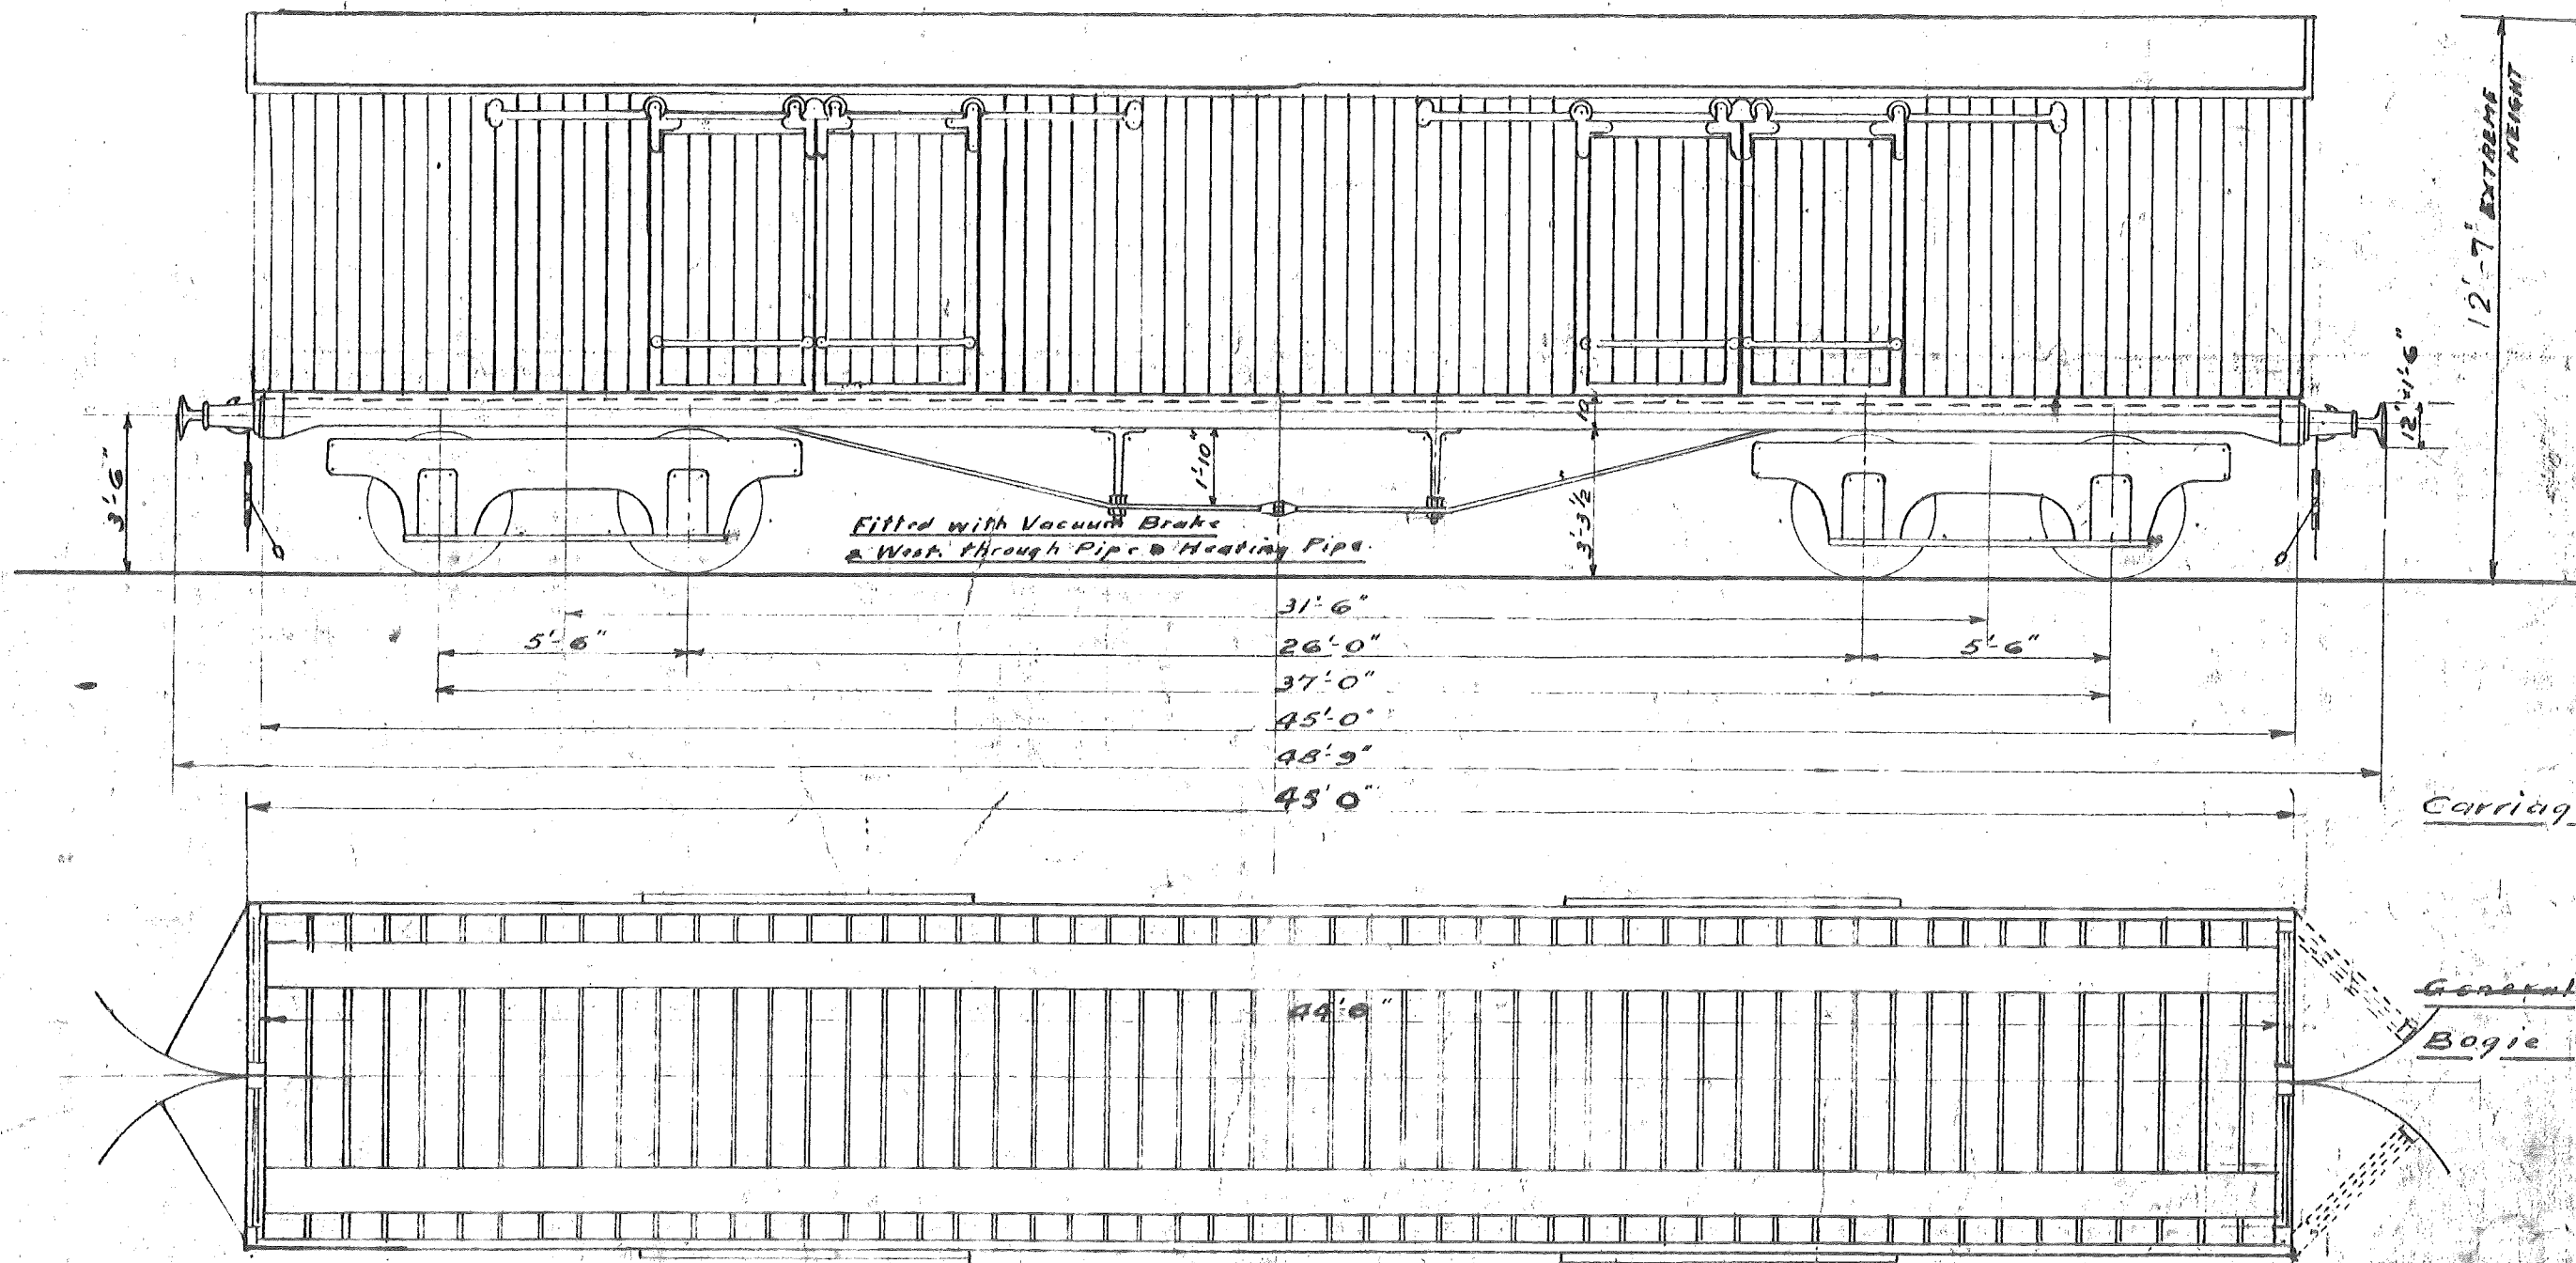 12'-7" EXTREME
HEIGHT
12" x 1'-6"
10"
3'-6"
1'-10"
3'-3½"
Fitted with Vacuum Brake
& West. through Pipe & Heating Pipe.
31'-6"
5'-6"
26'-0"
5'-6"
37'-0"
45'-0"
48'-9"
45'0"
Carriag
General
44'-6"
Bogie